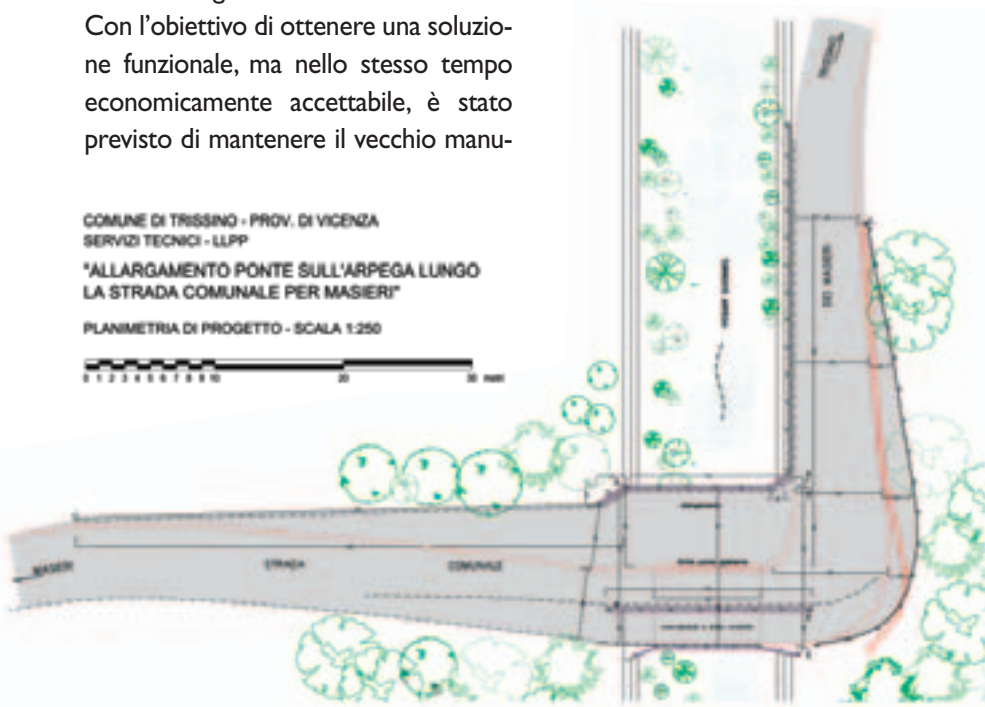 Con l'obiettivo di ottenere una soluzio-
ne funzionale, ma nello stesso tempo
economicamente accettabile, è stato
previsto di mantenere il vecchio manu-
COMUNE DI TRISSINO - PROV. DI VICENZA
SERVIZI TECNICI - LLPP
"ALLARGAMENTO PONTE SULL'ARPEGA LUNGO
LA STRADA COMUNALE PER MASIERI"
PLANIMETRIA DI PROGETTO - SCALA 1:250
0 1 2 3 4 5 6 7 8 9 10 20 30
DEI MASIERI
MASIERI STRADA COMUNALE